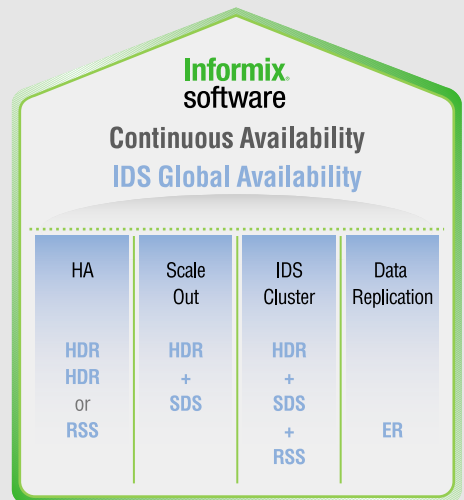 Informix®
software
Continuous Availability
IDS Global Availability
HA
HDR
HDR
or
RSS
Scale
Out
HDR
+
SDS
IDS
Cluster
HDR
+
SDS
+
RSS
Data
Replication
ER